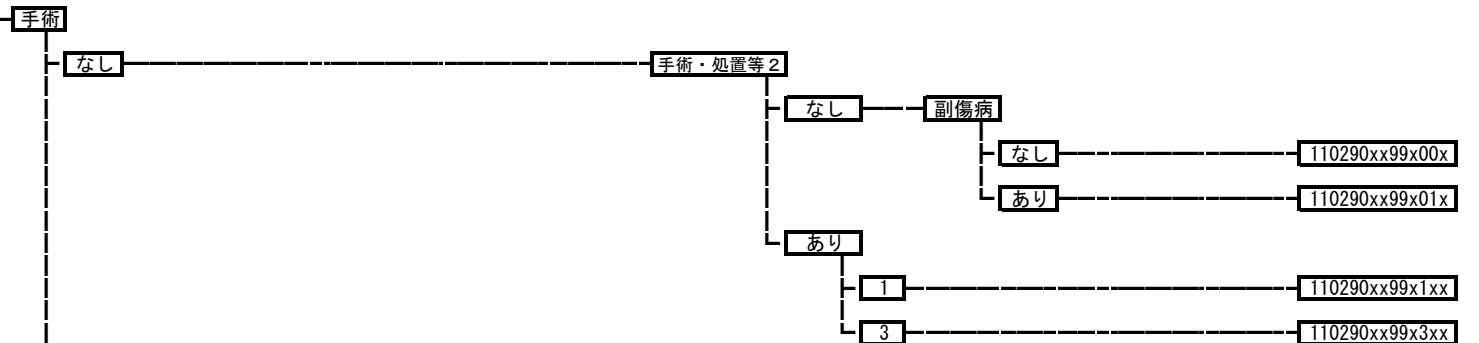 手術
なし 手術・処置等2
なし 副傷病
なし 110290xx99x00x
あり 110290xx99x01x
あり
1 110290xx99x1xx
3 110290xx99x3xx